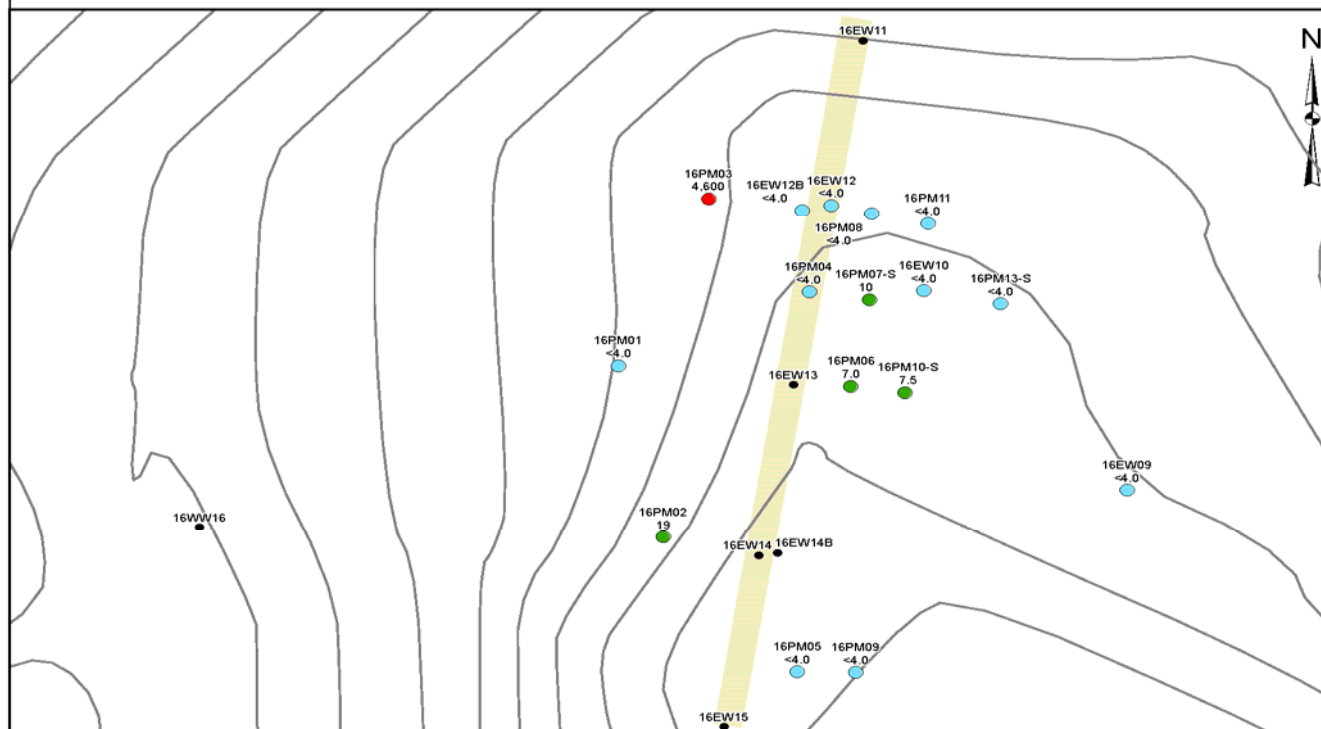 16EW11
N
16PM03
4,600
16EW12B
<4.0
16EW12
<4.0
16PM11
<4.0
16PM08
<4.0
16PM04
<4.0
16PM07-S
10
16EW10
<4.0
16PM13-S
<4.0
16PM01
<4.0
16EW13
16PM06
7.0
16PM10-S
7.5
16EW09
<4.0
16WW16
16PM02
19
16EW14
16EW14B
16PM05
<4.0
16PM09
<4.0
16EW15